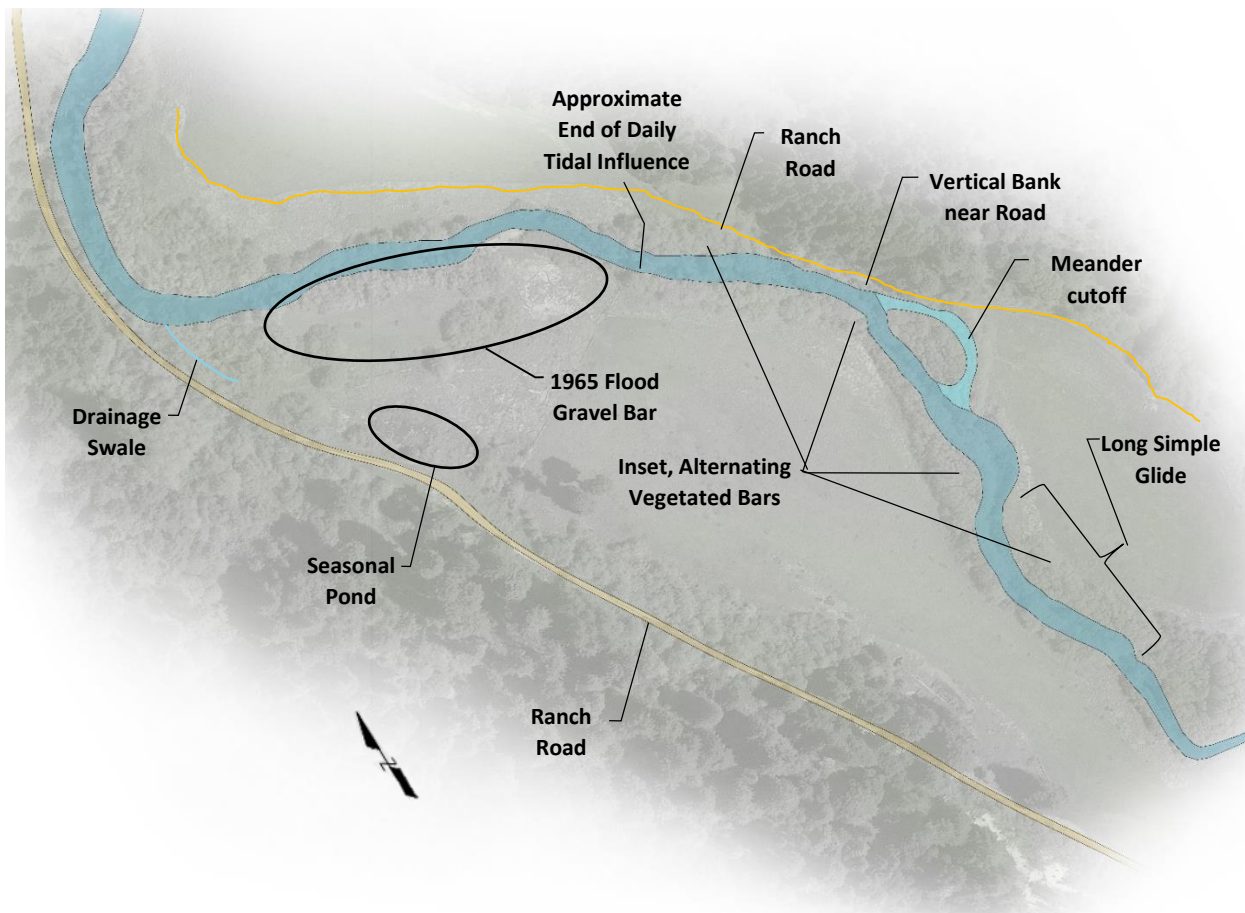 Approximate
End of Daily
Tidal Influence
Ranch
Road
Vertical Bank
near Road
Meander
cutoff
1965 Flood
Gravel Bar
Drainage
Swale
Long Simple
Glide
Inset, Alternating
Vegetated Bars
Seasonal
Pond
Ranch
Road
N